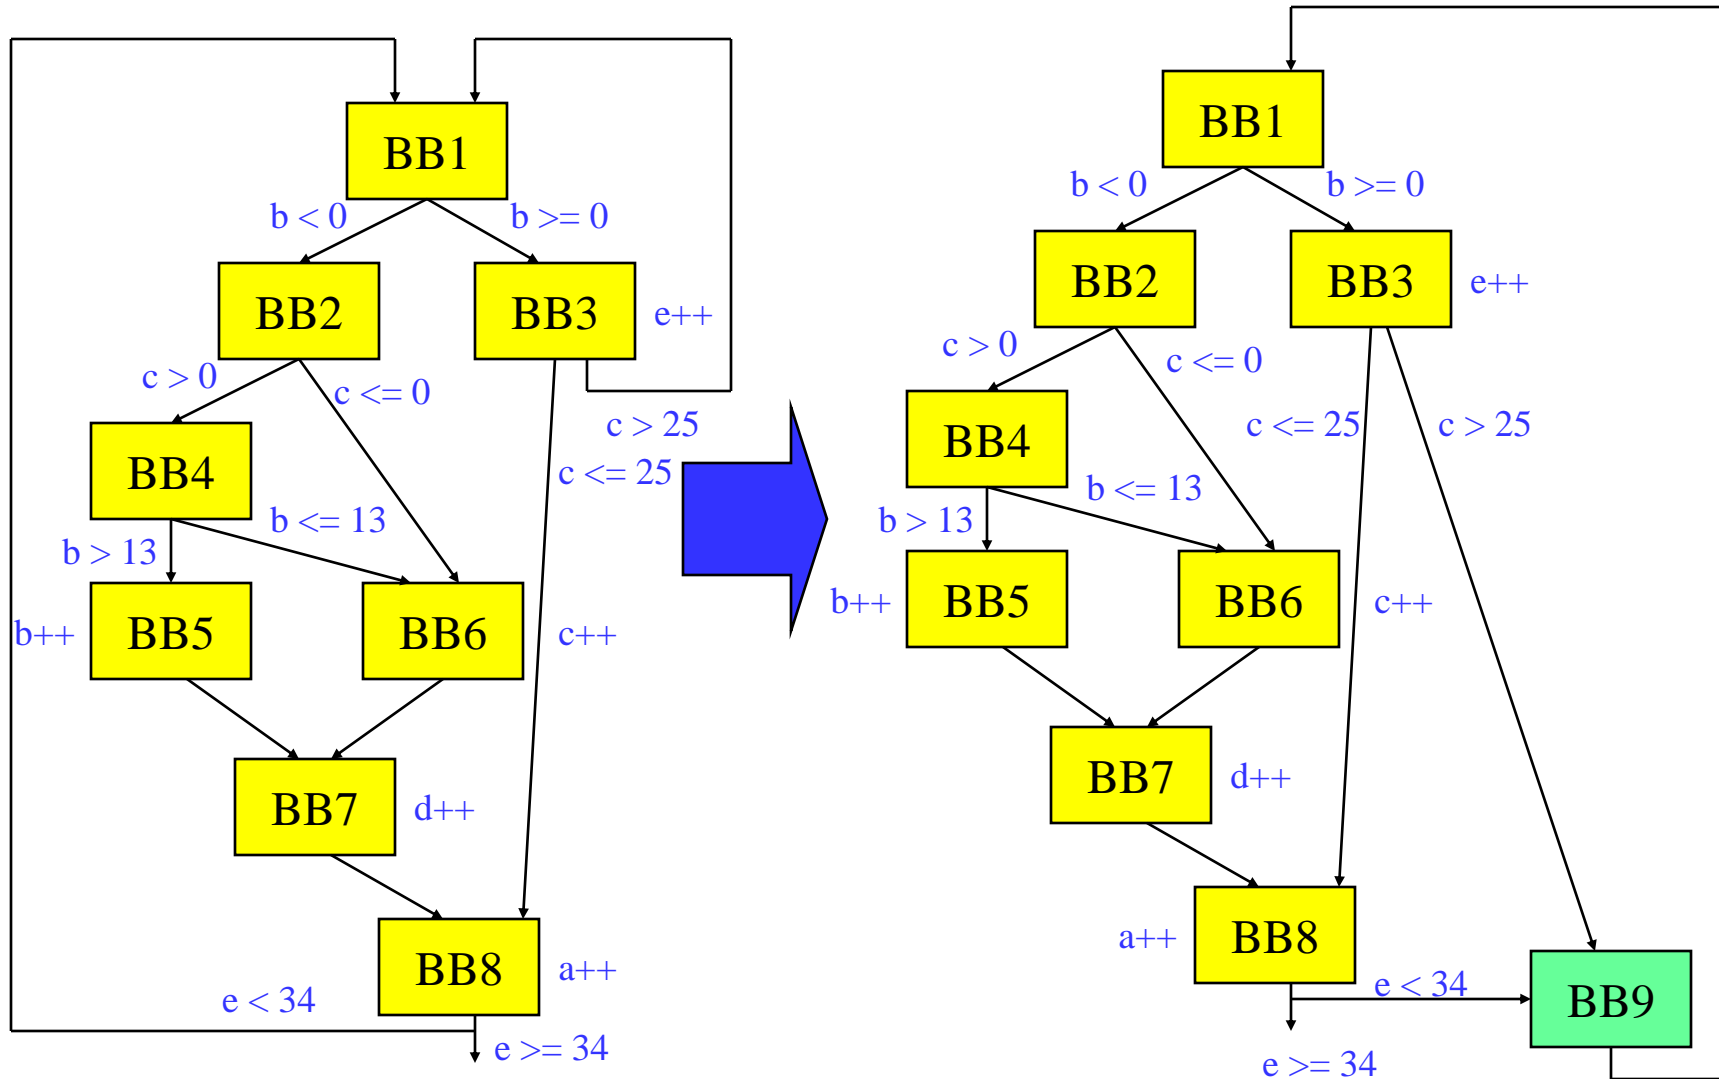 BB1
b < 0
b >= 0
BB2
BB3
e++
c > 0
c <= 0
c > 25
c <= 25
BB4
b <= 13
b > 13
b++
BB5
BB6
c++
BB7
d++
BB8
a++
e < 34
e >= 34
BB1
b < 0
b >= 0
BB2
BB3
e++
c > 0
c <= 0
c <= 25
c > 25
BB4
b <= 13
b > 13
b++
BB5
BB6
c++
BB7
d++
a++
BB8
e < 34
BB9
e >= 34